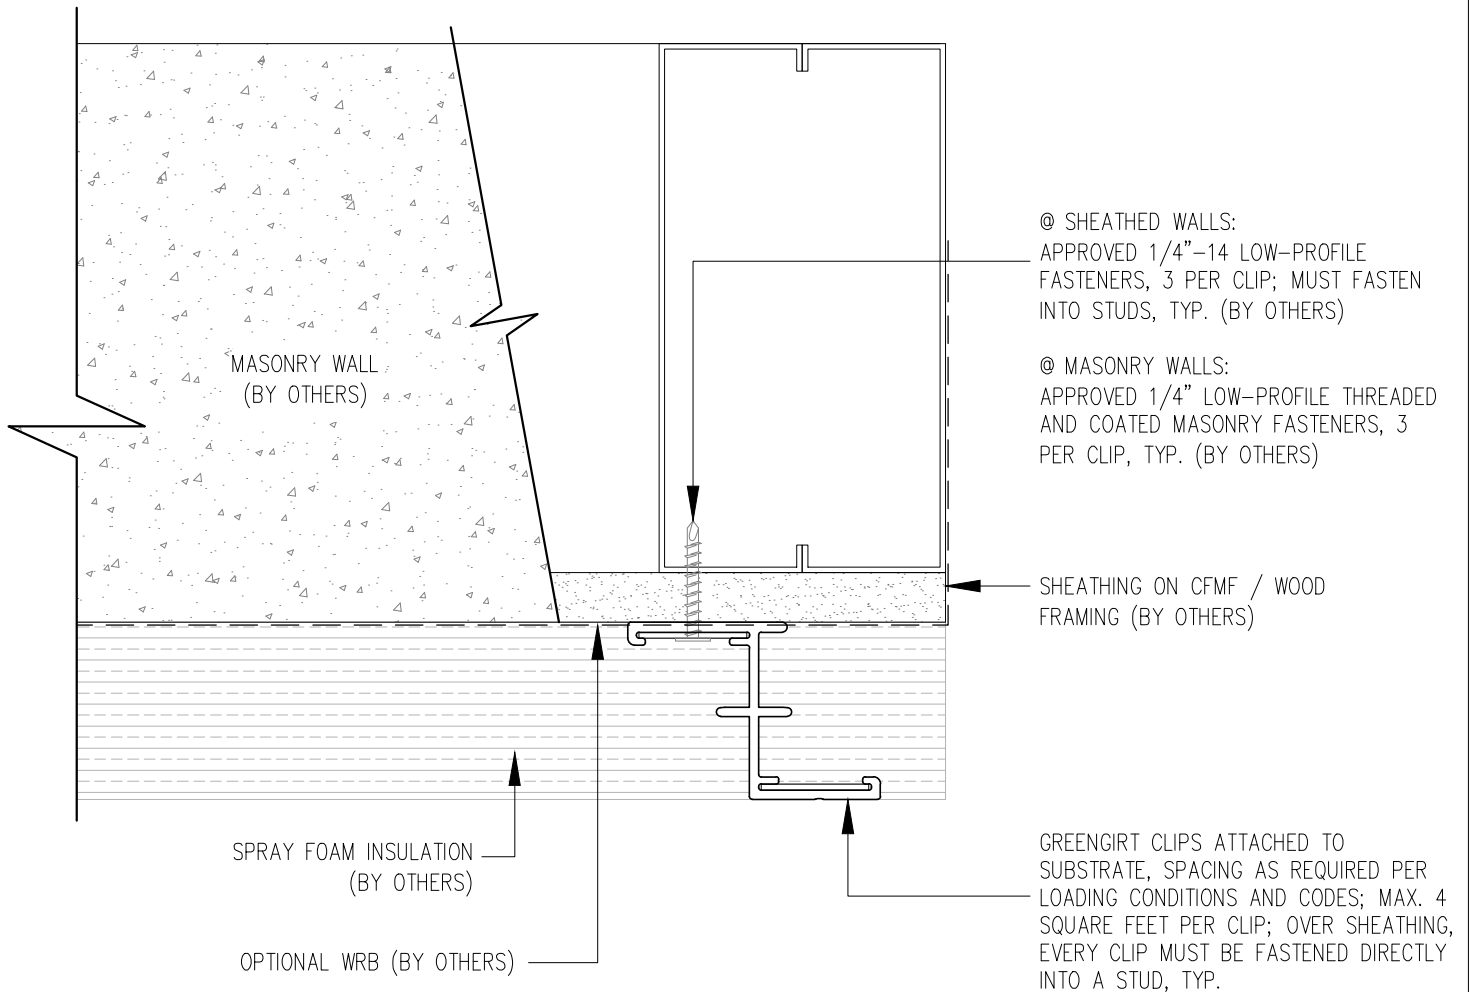 @ SHEATHED WALLS:
APPROVED 1/4"-14 LOW-PROFILE
FASTENERS, 3 PER CLIP; MUST FASTEN
INTO STUDS, TYP. (BY OTHERS)
@ MASONRY WALLS:
APPROVED 1/4" LOW-PROFILE THREADED
AND COATED MASONRY FASTENERS, 3
PER CLIP, TYP. (BY OTHERS)
MASONRY WALL
(BY OTHERS)
SHEATHING ON CFMF / WOOD
FRAMING (BY OTHERS)
SPRAY FOAM INSULATION
(BY OTHERS)
OPTIONAL WRB (BY OTHERS)
GREENGIRT CLIPS ATTACHED TO
SUBSTRATE, SPACING AS REQUIRED PER
LOADING CONDITIONS AND CODES; MAX. 4
SQUARE FEET PER CLIP; OVER SHEATHING,
EVERY CLIP MUST BE FASTENED DIRECTLY
INTO A STUD, TYP.